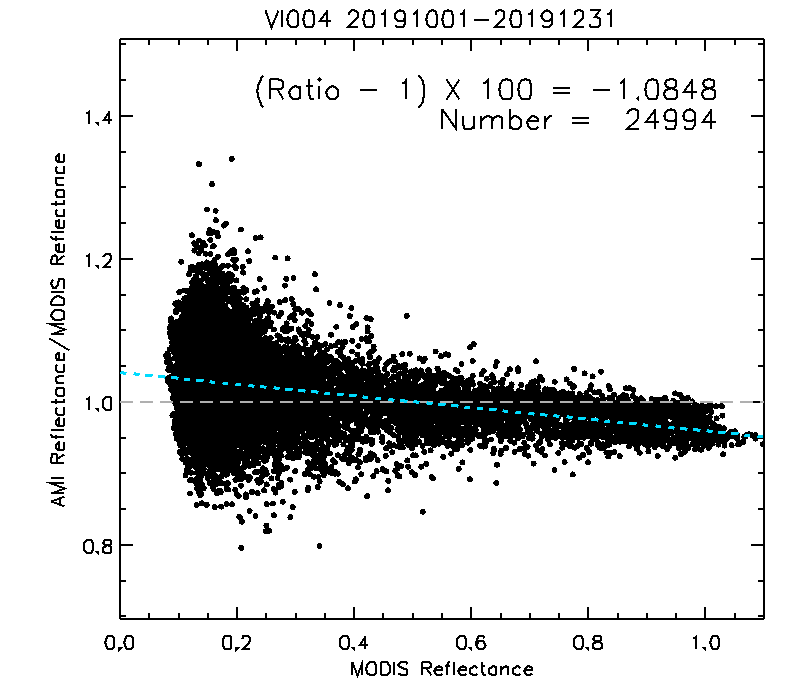 VI004 20191001-20191231
(Ratio - 1) X 100 = -1.0848
Number = 24994
AMI Reflectance/MODIS Reflectance
1.4
1.2
1.0
0.8
0.0 0.2 0.4 0.6 0.8 1.0
MODIS Reflectance